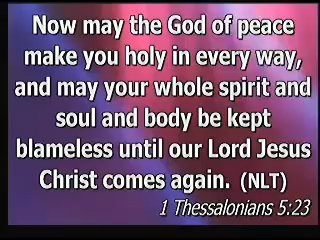 Now may the God of peace
make you holy in every way,
and may your whole spirit and
soul and body be kept
blameless until our Lord Jesus
Christ comes again. (NLT)
1 Thessalonians 5:23